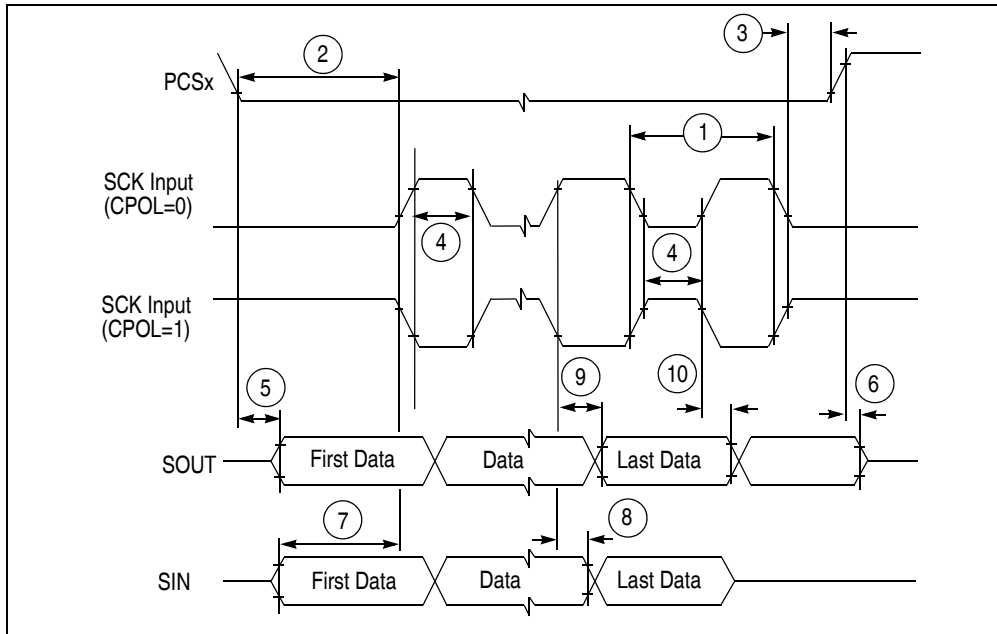 3
2
PCSx
1
SCK Input
(CPOL=0)
4
4
SCK Input
(CPOL=1)
5
9
10
6
SOUT
First Data
Data
Last Data
7
8
SIN
First Data
Data
Last Data